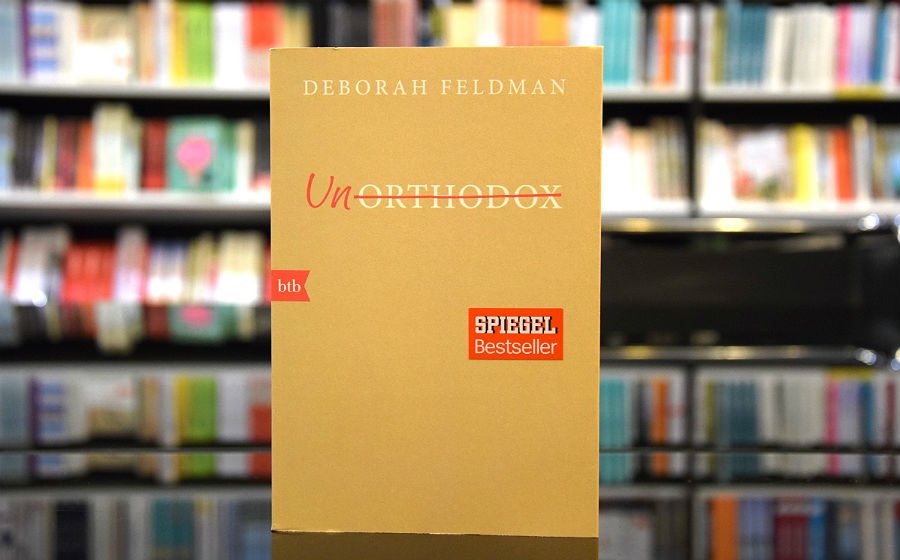 DEBORAH FELDMAN
UnORTHODOX
btb
SPIEGEL
Bestseller